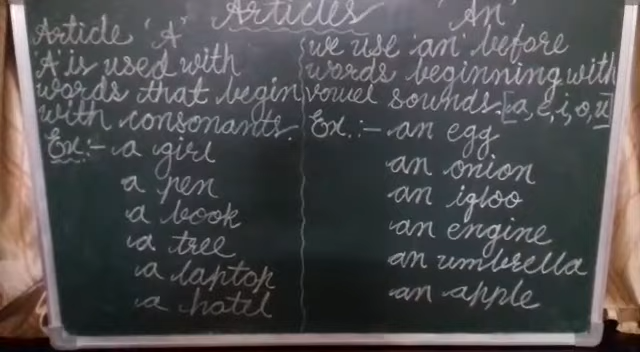 Articles
Article 'A'
A is used with
words that begin
with consonants.
Ex:- a girl
a pen
a book
a tree
a laptop
a hotel
'An'
we use 'an' before
words beginning with
vowel sounds. [a, e, i, o, u]
Ex.:- an egg
an onion
an igloo
an engine
an umbrella
an apple